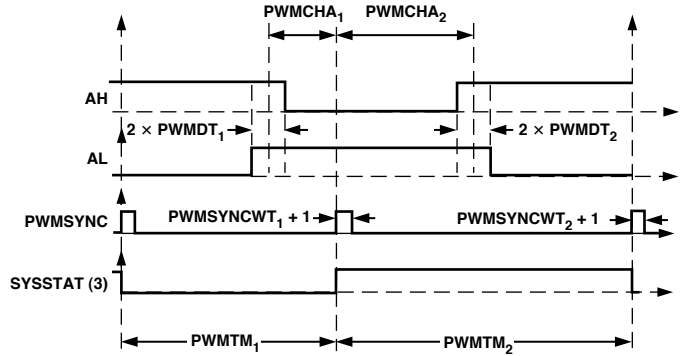 PWMCHA₁ PWMCHA₂
AH
2 × PWMDT₁ 2 × PWMDT₂
AL
PWMSYNC PWMSYNCWT₁ + 1 PWMSYNCWT₂ + 1
SYSSTAT (3)
PWMTM₁ PWMTM₂